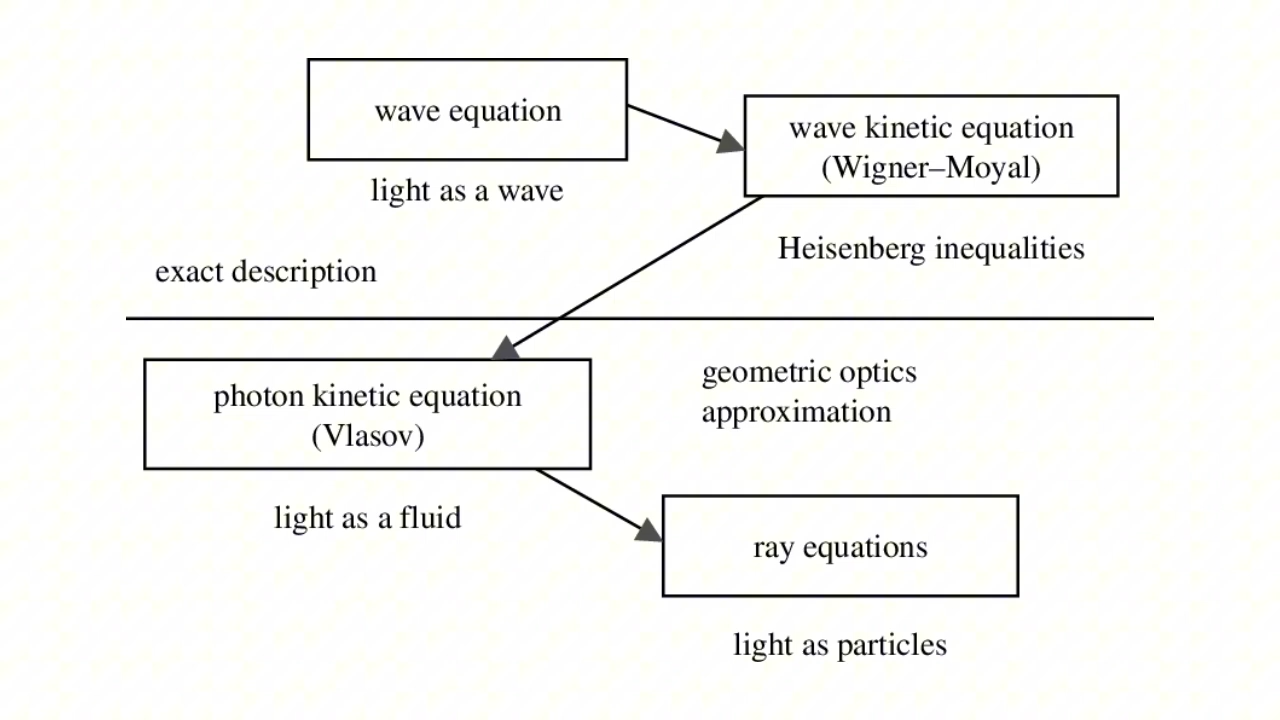 wave equation
wave kinetic equation
(Wigner–Moyal)
light as a wave
Heisenberg inequalities
exact description
geometric optics
approximation
photon kinetic equation
(Vlasov)
light as a fluid
ray equations
light as particles